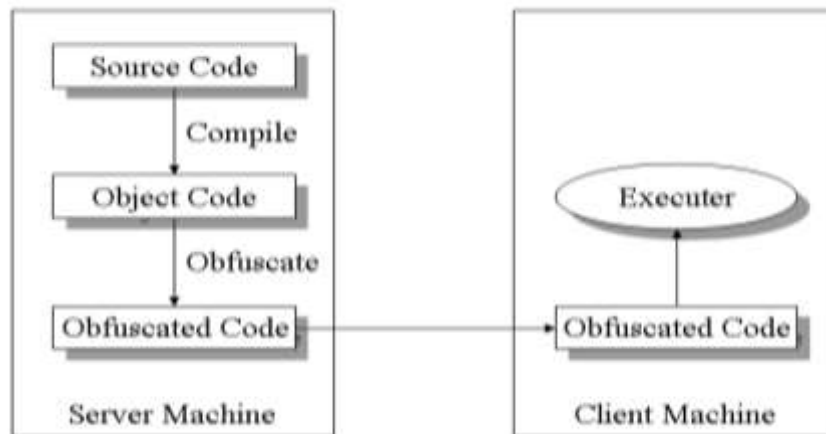 Source Code
Compile
Object Code
Obfuscate
Obfuscated Code
Server Machine
Executer
Obfuscated Code
Client Machine